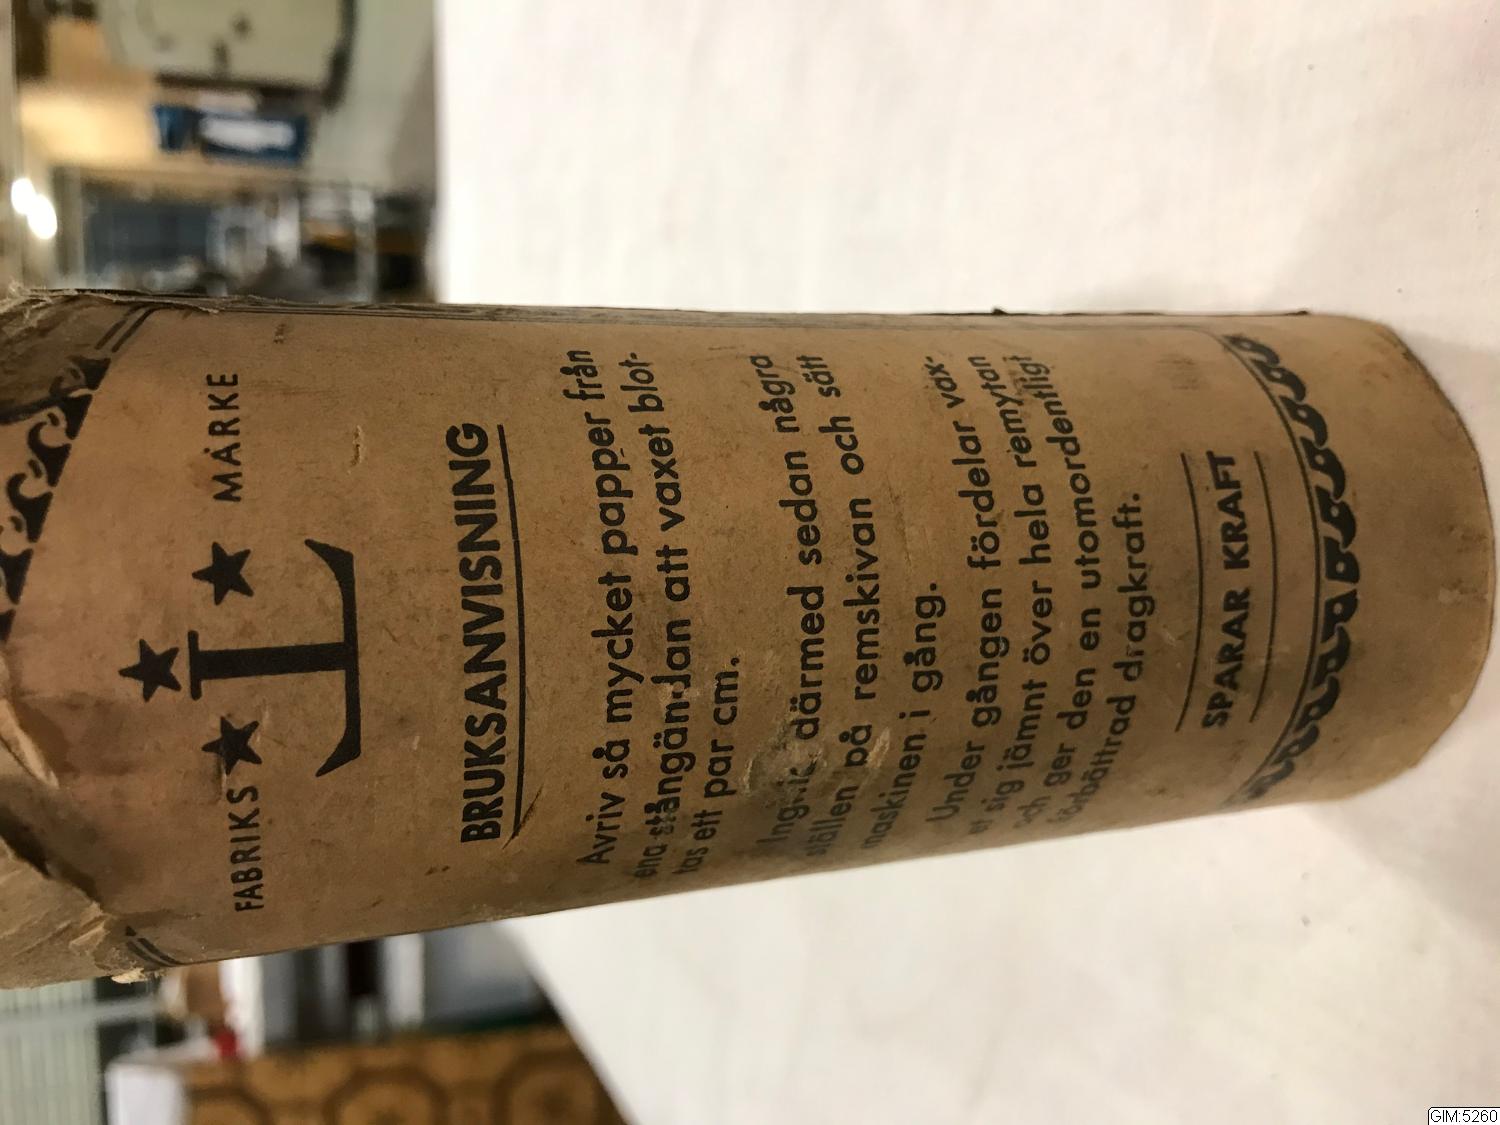 FABRIKS L MÄRKE
BRUKSANVISNING
Avriv så mycket papper från
ena stångändan att vaxet blot-
tas ett par cm.
därmed sedan några
ställen på remskivan och sätt
maskinen i gång.
Under gången fördelar vax-
et sig jämnt över hela remytan
och ger den en utomordentligt
förbättrad dragkraft.
SPARAR KRAFT
GIM:5260